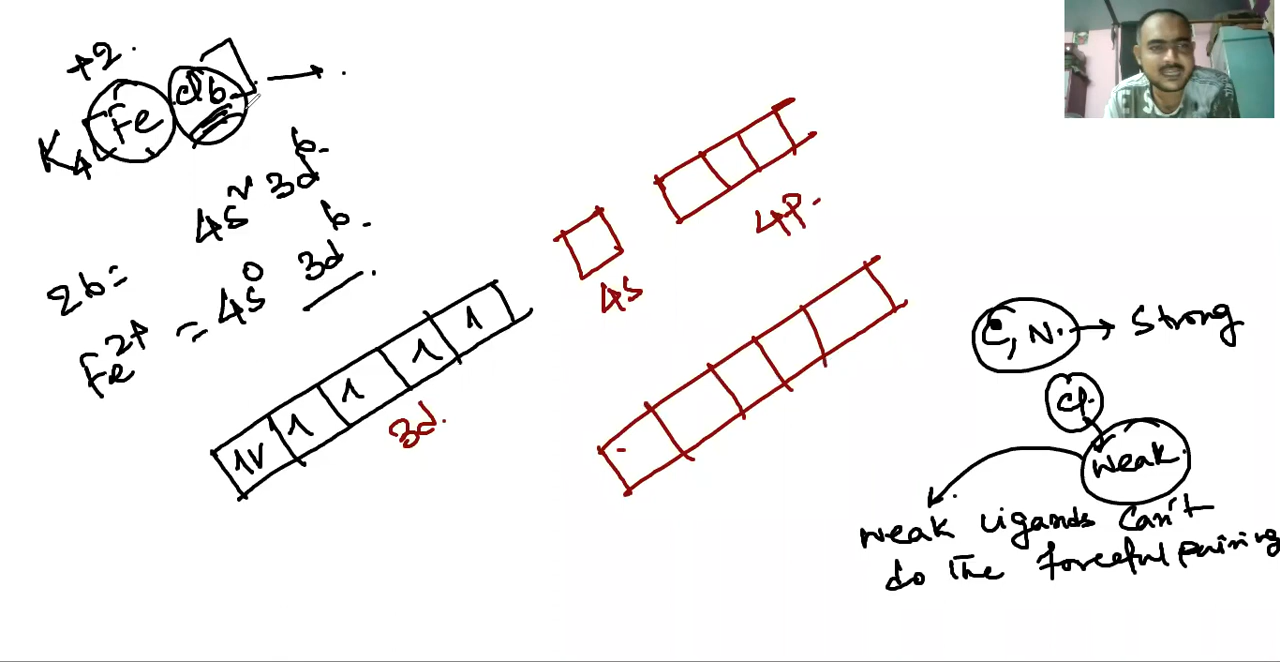 +2.
K4[Fe Cl6] → .
4s2 3d6.
26=
Fe2+ = 4s0 3d6.
1V 1 1 1 1
3d.
4s
4p.
C, N. → Strong
Cl.
Weak.
Weak ligands can't
do the forceful pairing